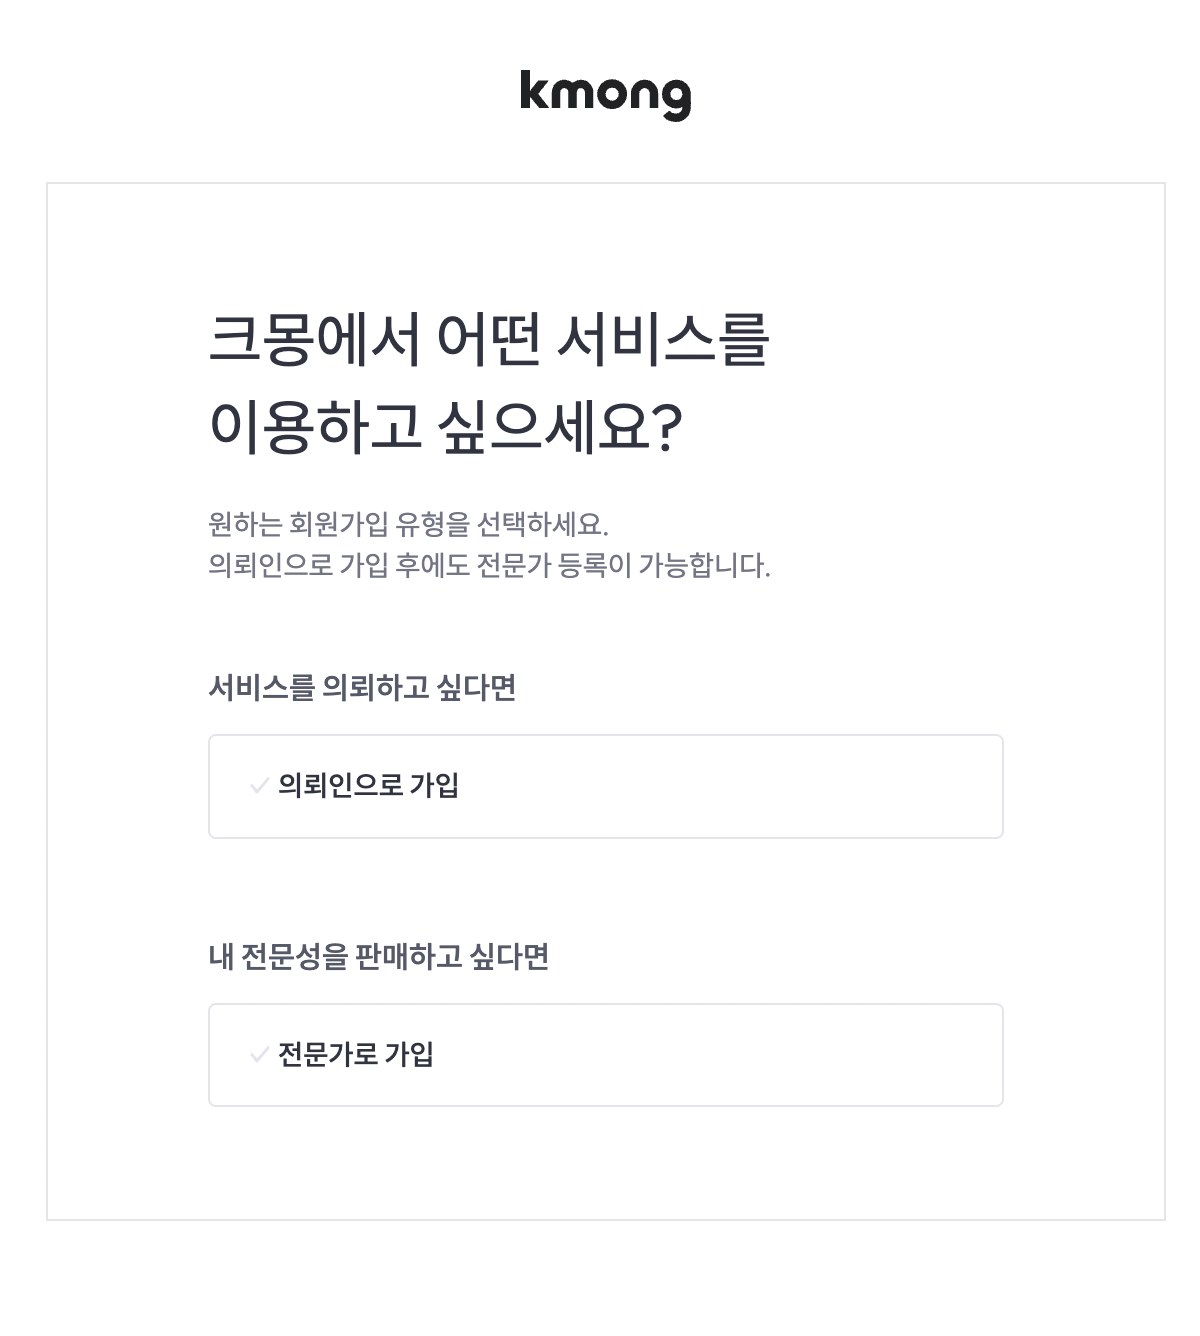 kmong
크몽에서 어떤 서비스를
이용하고 싶으세요?
원하는 회원가입 유형을 선택하세요.
의뢰인으로 가입 후에도 전문가 등록이 가능합니다.
서비스를 의뢰하고 싶다면
의뢰인으로 가입
내 전문성을 판매하고 싶다면
전문가로 가입